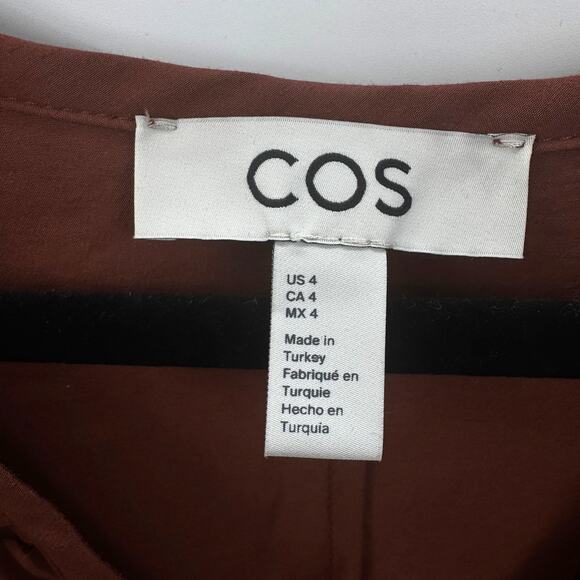 COS
US 4
CA 4
MX 4
Made in
Turkey
Fabriqué en
Turquie
Hecho en
Turquía